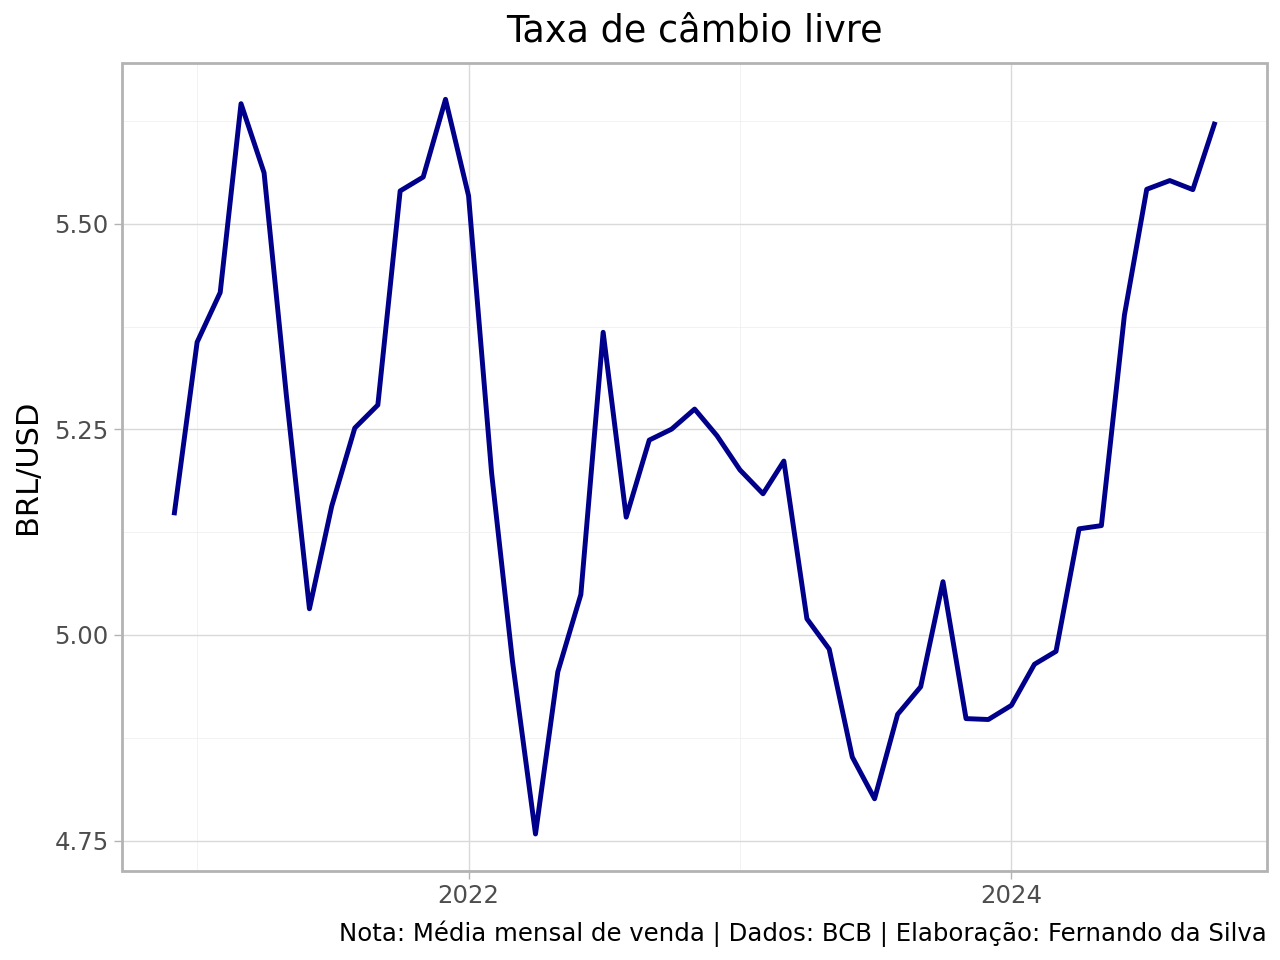 Taxa de câmbio livre
BRL/USD
5.50
5.25
5.00
4.75
2022
2024
Nota: Média mensal de venda | Dados: BCB | Elaboração: Fernando da Silva